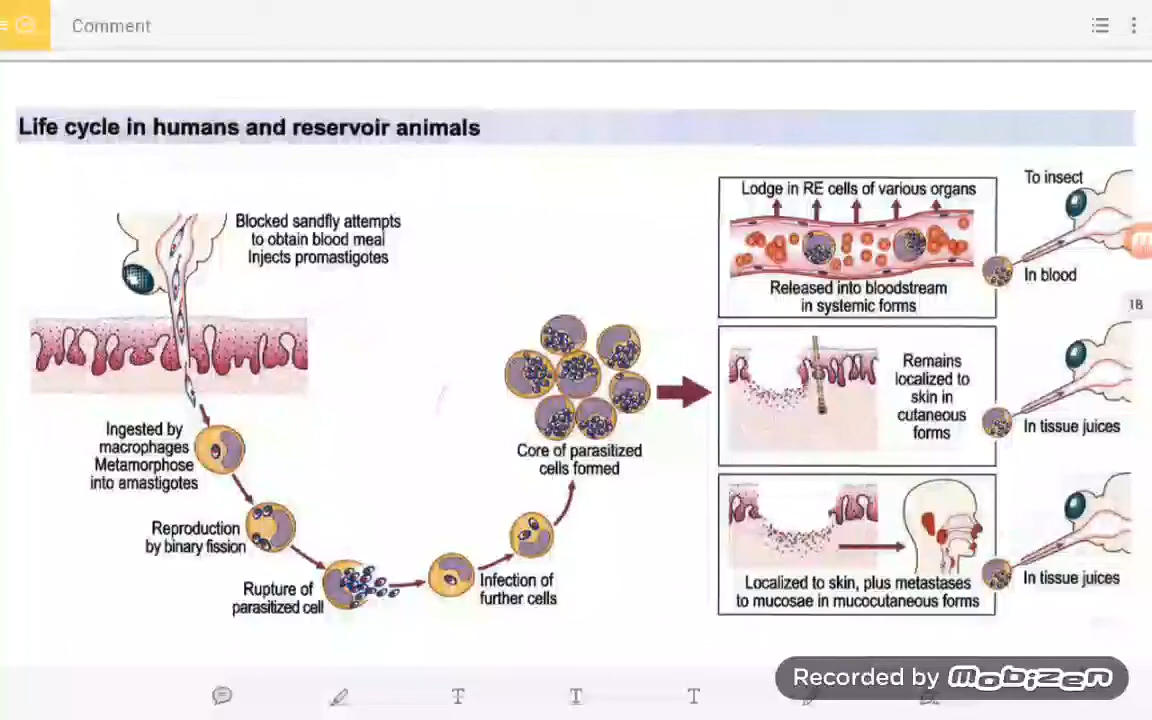 Comment
Life cycle in humans and reservoir animals
Blocked sandfly attempts
to obtain blood meal
Injects promastigotes
Ingested by
macrophages
Metamorphose
into amastigotes
Reproduction
by binary fission
Rupture of
parasitized cell
Infection of
further cells
Core of parasitized
cells formed
Lodge in RE cells of various organs
Released into bloodstream
in systemic forms
To insect
In blood
18
Remains
localized to
skin in
cutaneous
forms
In tissue juices
Localized to skin, plus metastases
to mucosae in mucocutaneous forms
In tissue juices
T
T
T
Recorded by mobizen